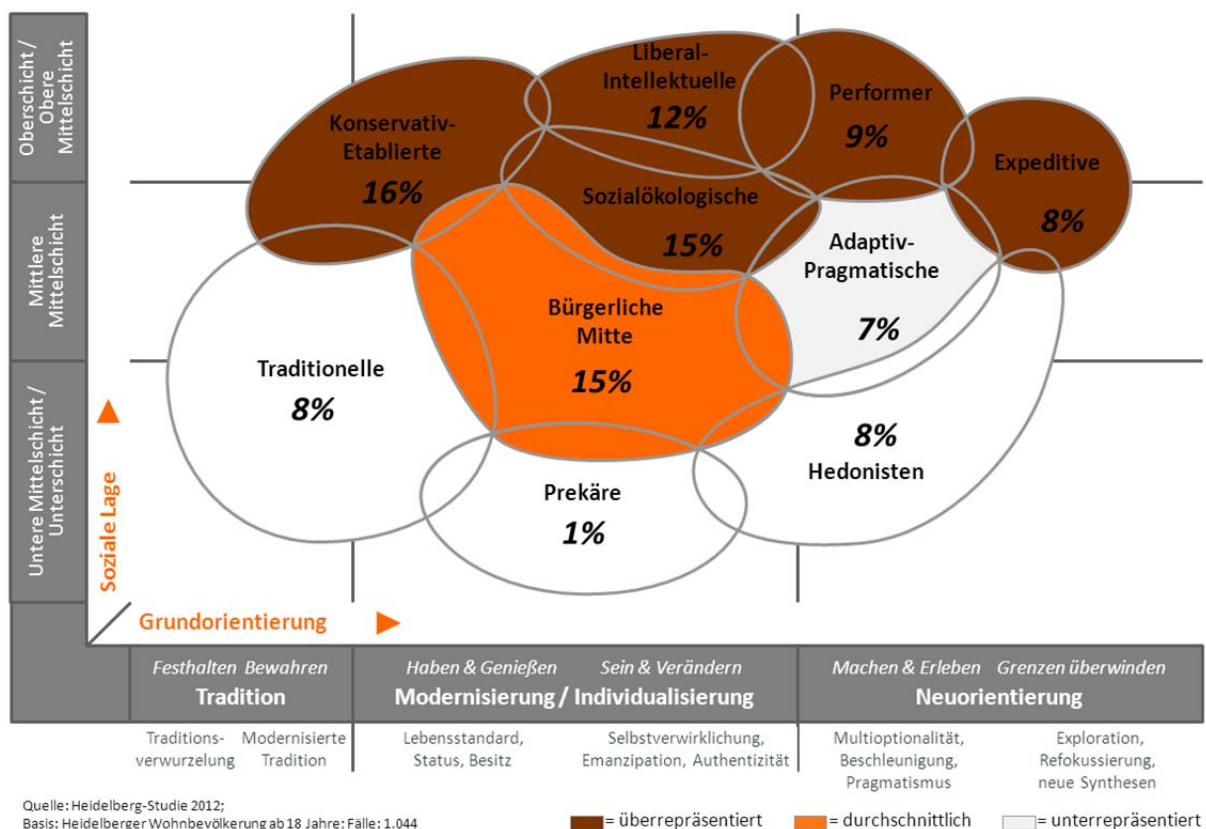 Oberschicht /
Obere
Mittelschicht
Mittlere
Mittelschicht
Untere Mittelschicht /
Unterschicht
Soziale Lage
Konservativ-
Etablierte
16%
Liberal-
Intellektuelle
12%
Performer
9%
Expeditive
8%
Sozialökologische
15%
Adaptiv-
Pragmatische
7%
Bürgerliche
Mitte
15%
Traditionelle
8%
8%
Hedonisten
Prekäre
1%
Grundorientierung
Festhalten Bewahren
Tradition
Haben & Genießen Sein & Verändern
Modernisierung / Individualisierung
Machen & Erleben Grenzen überwinden
Neuorientierung
Traditions-
verwurzelung
Modernisierte
Tradition
Lebensstandard,
Status, Besitz
Selbstverwirklichung,
Emanzipation, Authentizität
Multioptionalität,
Beschleunigung,
Pragmatismus
Exploration,
Refokussierung,
neue Synthesen
Quelle: Heidelberg-Studie 2012;
Basis: Heidelberger Wohnbevölkerung ab 18 Jahre; Fälle: 1.044
= überrepräsentiert = durchschnittlich = unterrepräsentiert